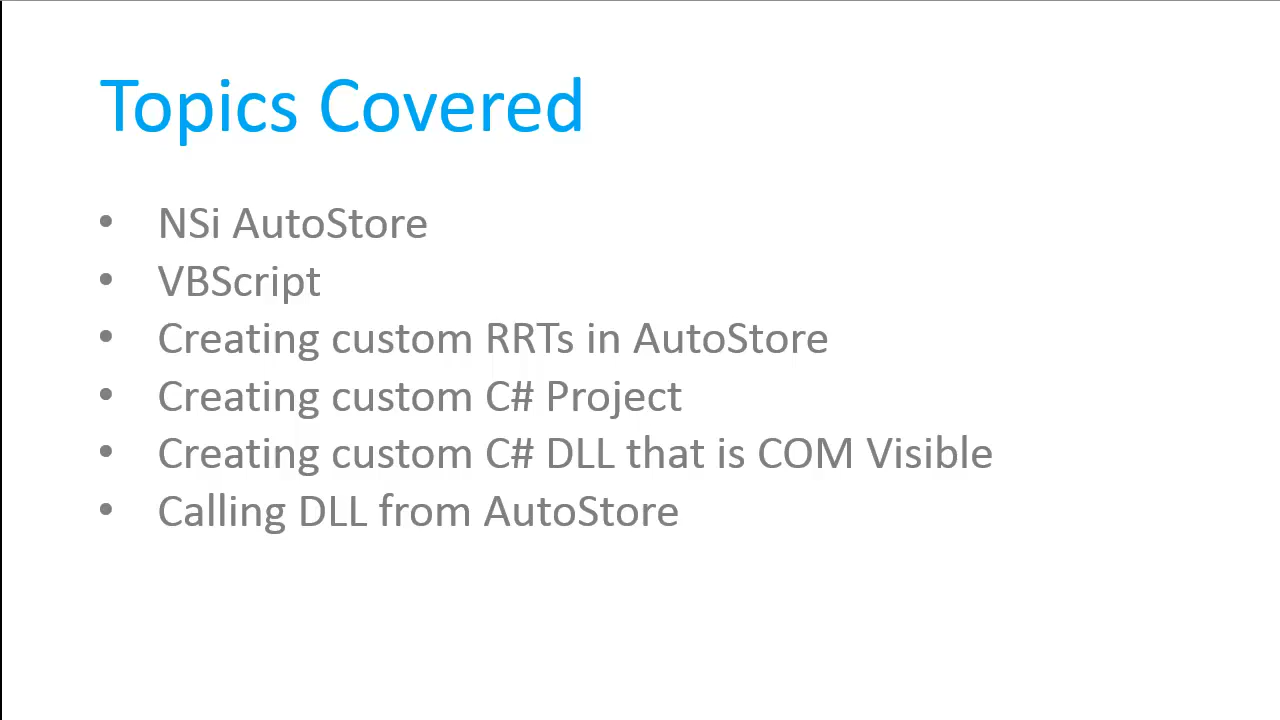 Topics Covered
• NSi AutoStore
• VBScript
• Creating custom RRTs in AutoStore
• Creating custom C# Project
• Creating custom C# DLL that is COM Visible
• Calling DLL from AutoStore